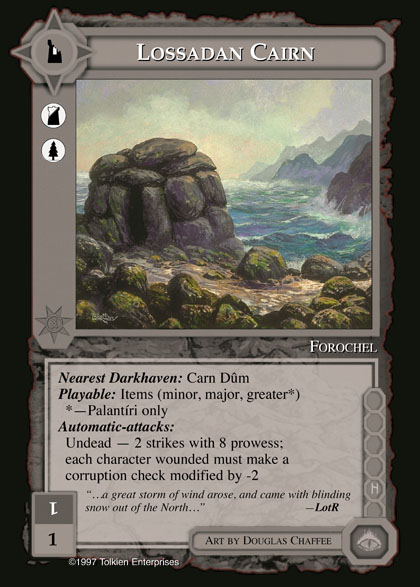 LOSSADAN CAIRN
1
FOROCHEL
Nearest Darkhaven: Carn Dûm
Playable: Items (minor, major, greater*)
*—Palantíri only
Automatic-attacks:
Undead — 2 strikes with 8 prowess;
each character wounded must make a
corruption check modified by -2
“…a great storm of wind arose, and came with blinding
snow out of the North…” —LotR
H
1
1
ART BY DOUGLAS CHAFFEE
©1997 Tolkien Enterprises